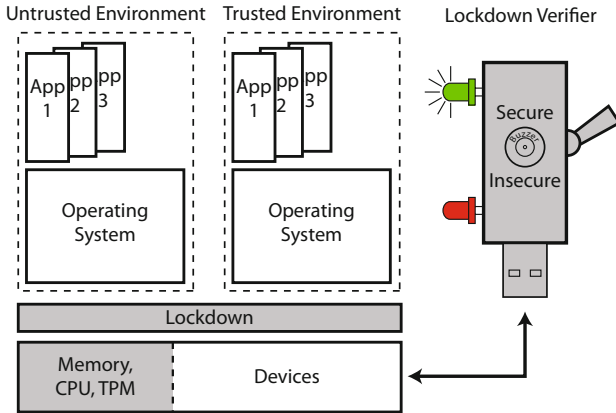 Untrusted Environment
Trusted Environment
Lockdown Verifier
App
1
pp
2
pp
3
Operating
System
App
1
pp
2
pp
3
Operating
System
Secure
Buzzer
Insecure
Lockdown
Memory,
CPU, TPM
Devices